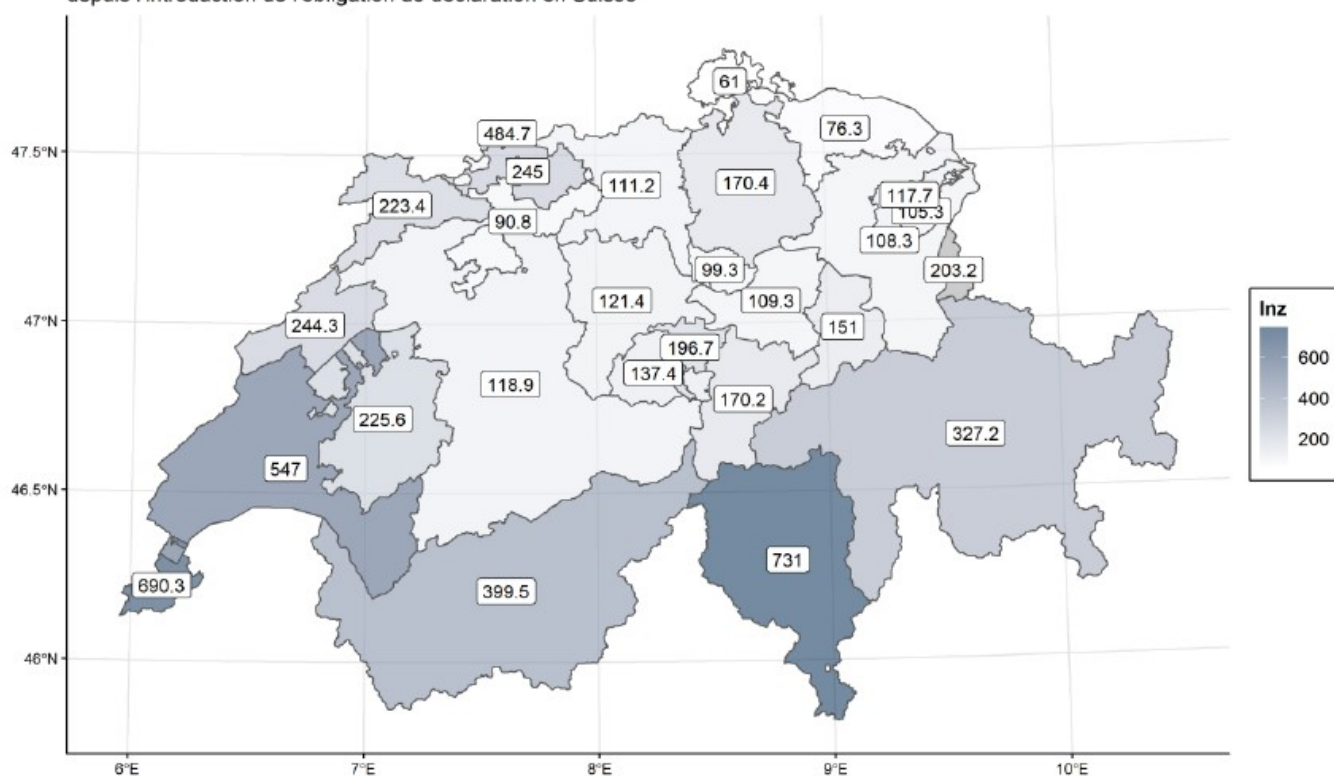 depuis l'introduction de l'obligation de déclaration en Suisse
61
76.3
484.7
47.5°N
245
111.2
170.4
117.7
105.3
223.4
90.8
108.3
99.3
203.2
121.4
109.3
47°N
244.3
151
Inz
196.7
600
137.4
118.9
170.2
400
225.6
327.2
200
547
46.5°N
731
690.3
399.5
46°N
6°E
7°E
8°E
9°E
10°E